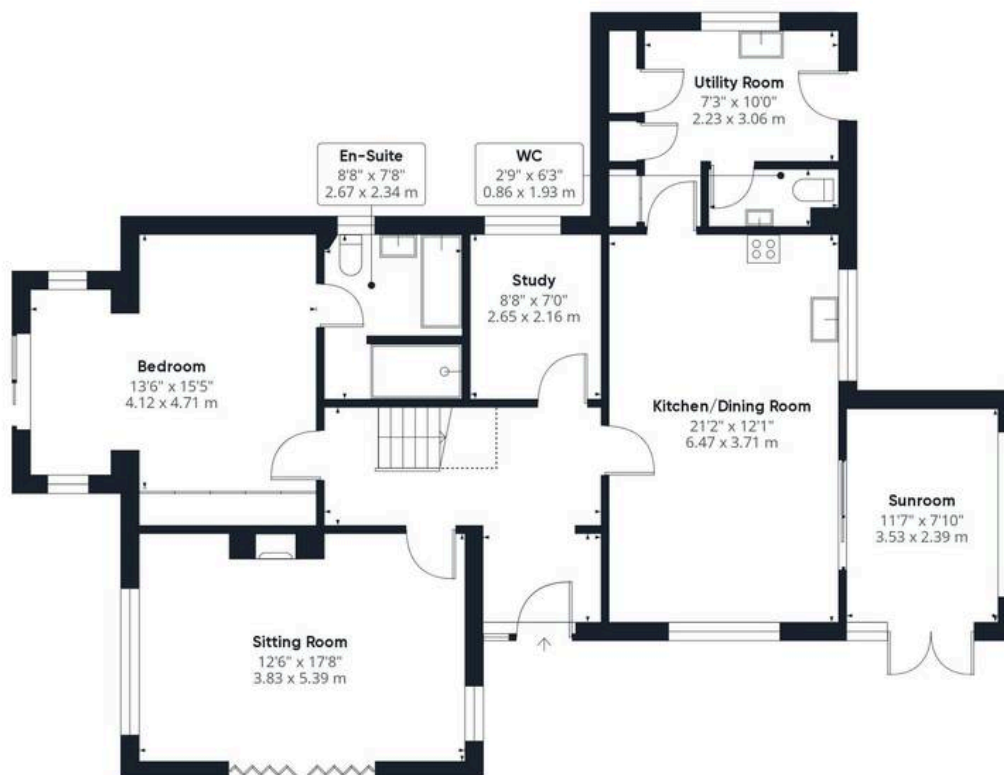 Utility Room
7'3" x 10'0"
2.23 x 3.06 m
En-Suite
8'8" x 7'8"
2.67 x 2.34 m
WC
2'9" x 6'3"
0.86 x 1.93 m
Study
8'8" x 7'0"
2.65 x 2.16 m
Bedroom
13'6" x 15'5"
4.12 x 4.71 m
Kitchen/Dining Room
21'2" x 12'1"
6.47 x 3.71 m
Sunroom
11'7" x 7'10"
3.53 x 2.39 m
Sitting Room
12'6" x 17'8"
3.83 x 5.39 m